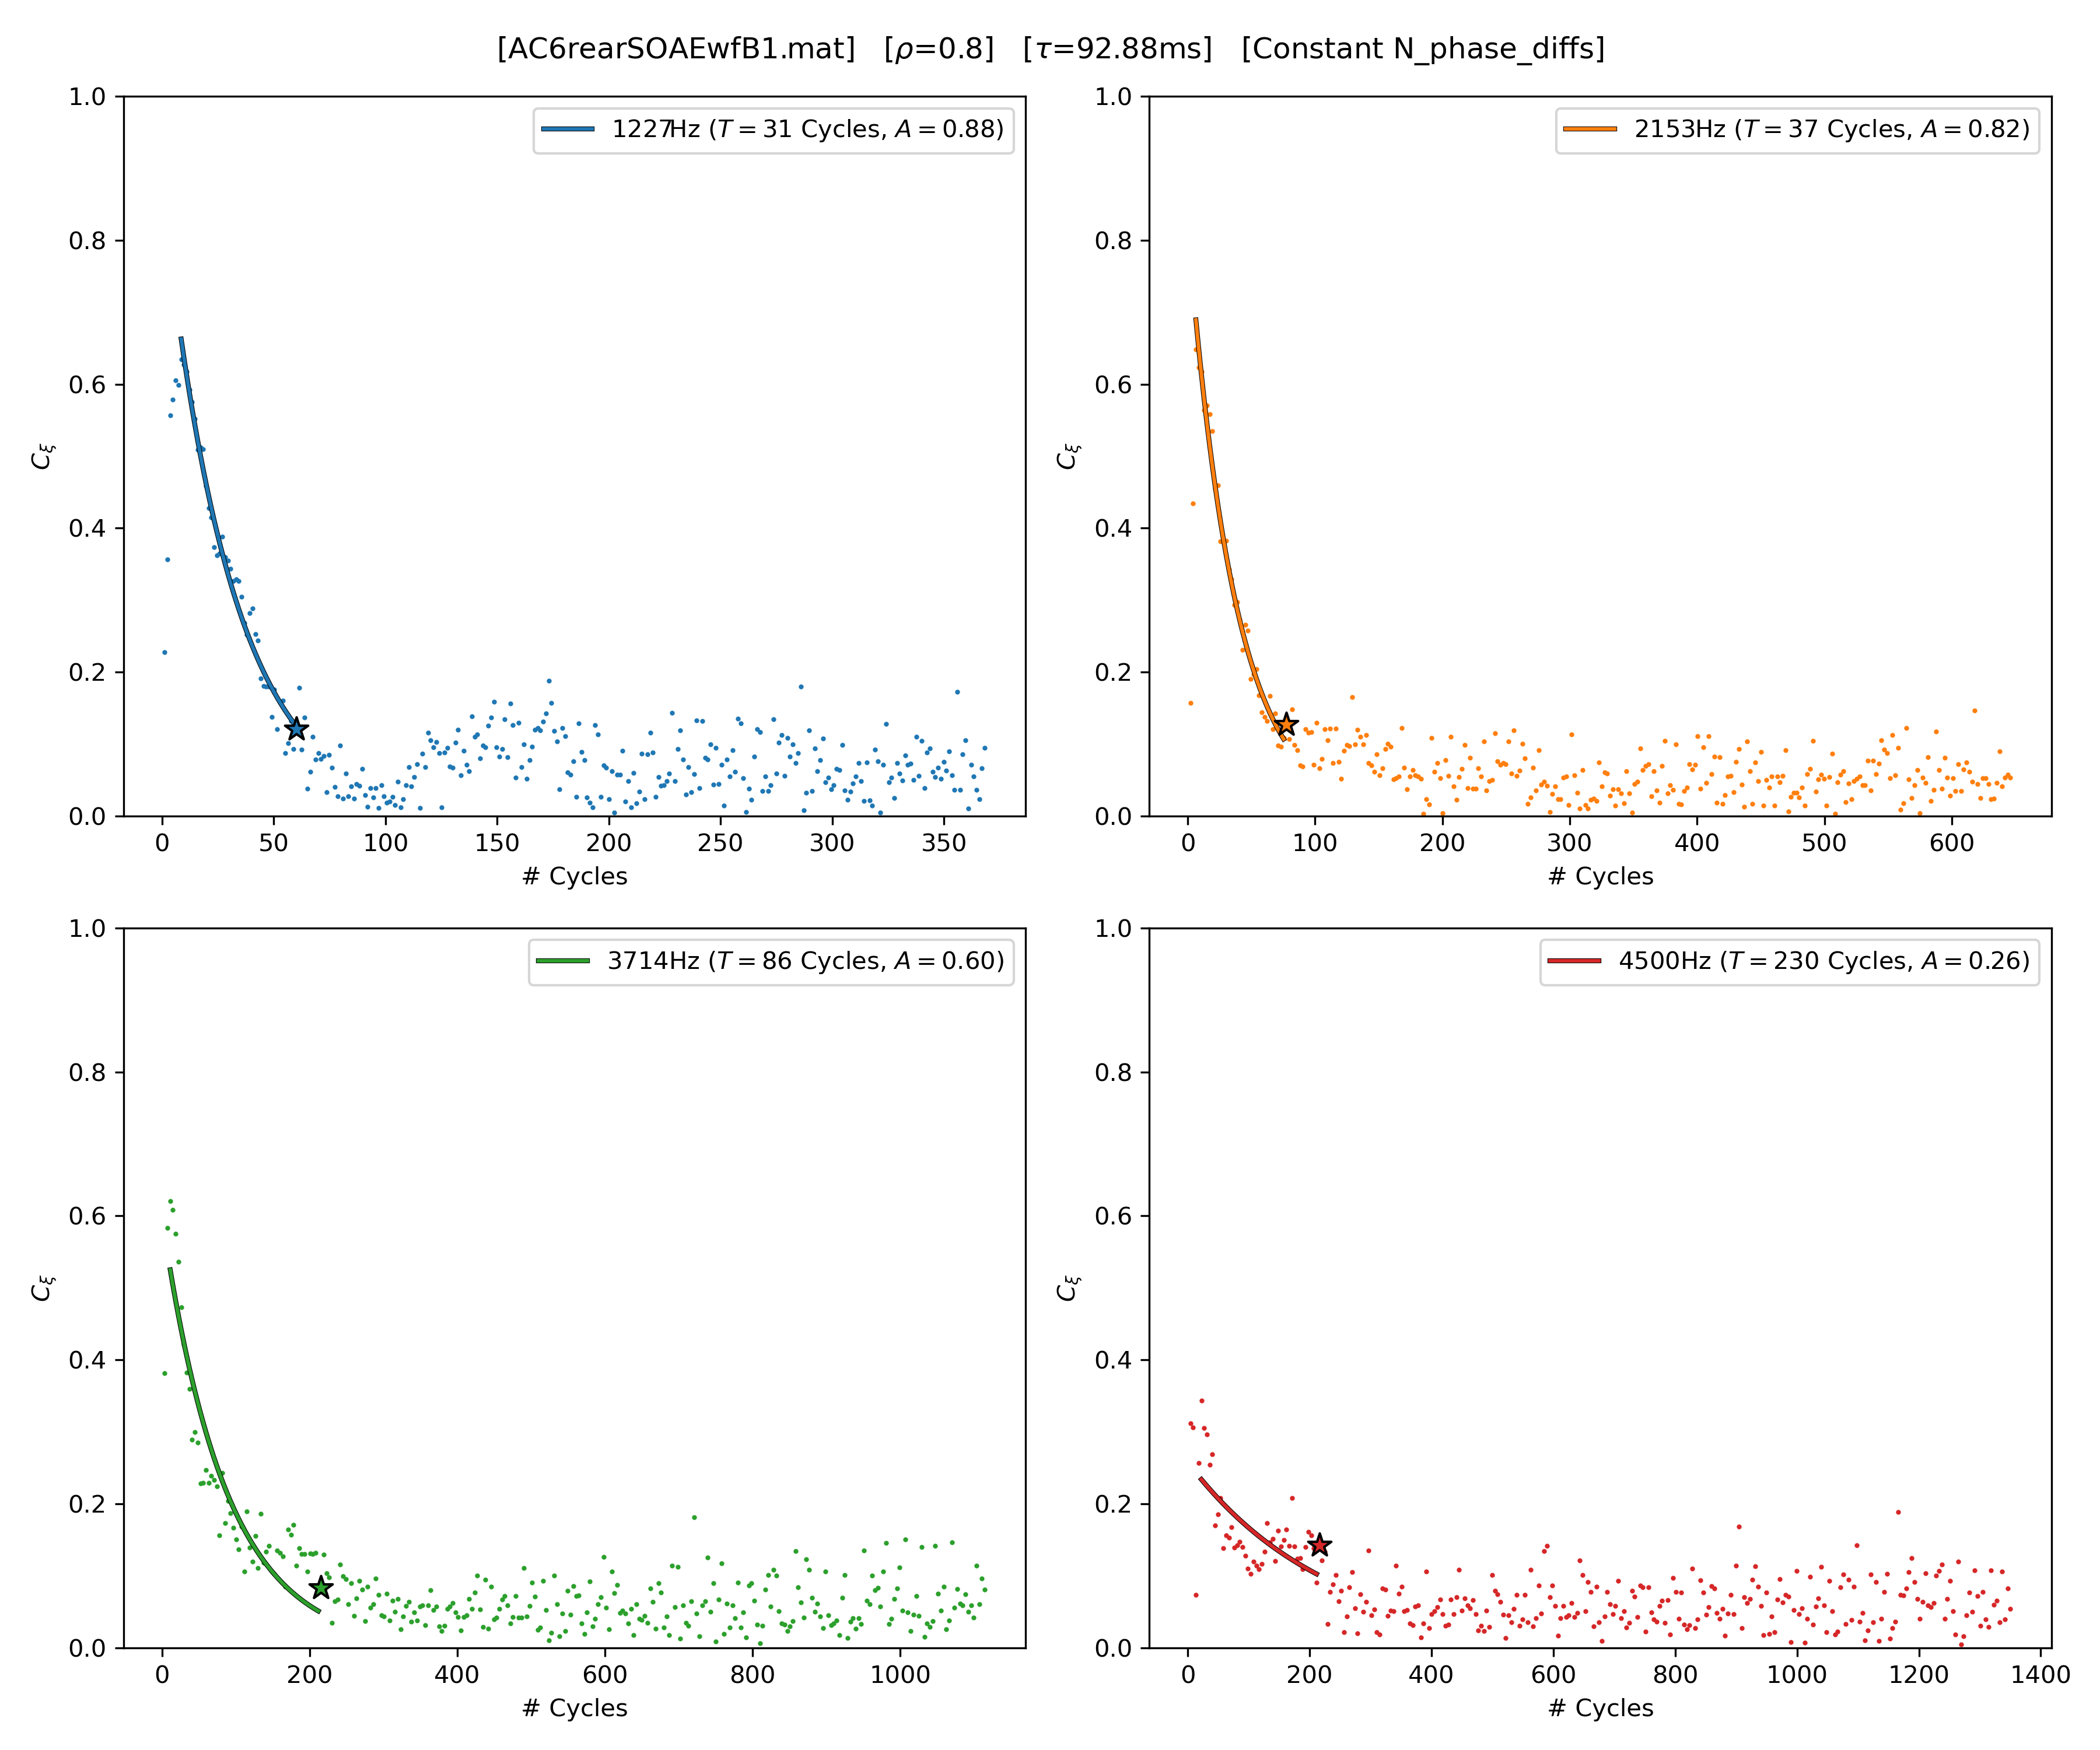 [AC6rearSOAEwfB1.mat] [ρ=0.8] [τ=92.88ms] [Constant N_phase_diffs]
1227Hz (T = 31 Cycles, A = 0.88)
1.0
0.8
0.6
0.4
0.2
0.0
C_ξ
0 50 100 150 200 250 300 350
# Cycles
2153Hz (T = 37 Cycles, A = 0.82)
1.0
0.8
0.6
0.4
0.2
0.0
C_ξ
0 100 200 300 400 500 600
# Cycles
3714Hz (T = 86 Cycles, A = 0.60)
1.0
0.8
0.6
0.4
0.2
0.0
C_ξ
0 200 400 600 800 1000
# Cycles
4500Hz (T = 230 Cycles, A = 0.26)
1.0
0.8
0.6
0.4
0.2
0.0
C_ξ
0 200 400 600 800 1000 1200 1400
# Cycles